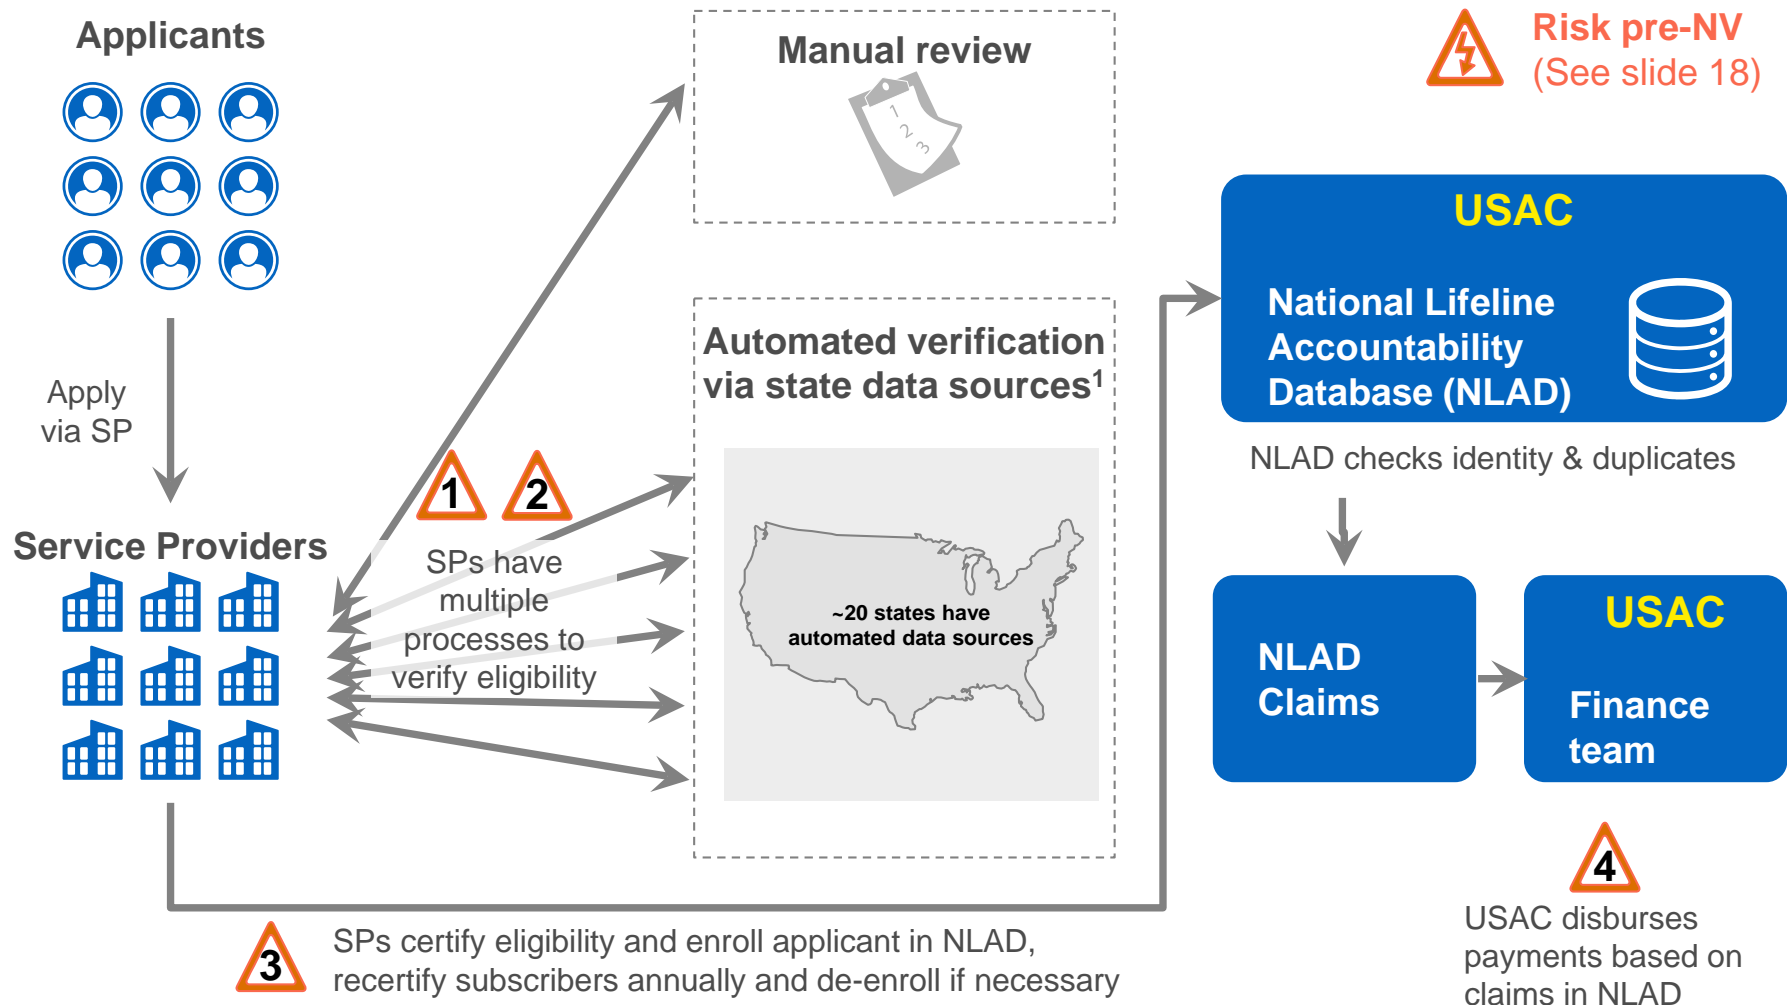 Applicants
Apply
via SP
Service Providers
Manual review
1
2
3
Automated verification
via state data sources1
~20 states have
automated data sources
1
2
SPs have
multiple
processes to
verify eligibility
3
SPs certify eligibility and enroll applicant in NLAD,
recertify subscribers annually and de-enroll if necessary
Risk pre-NV
(See slide 18)
USAC
National Lifeline
Accountability
Database (NLAD)
NLAD checks identity & duplicates
NLAD
Claims
USAC
Finance
team
4
USAC disburses
payments based on
claims in NLAD